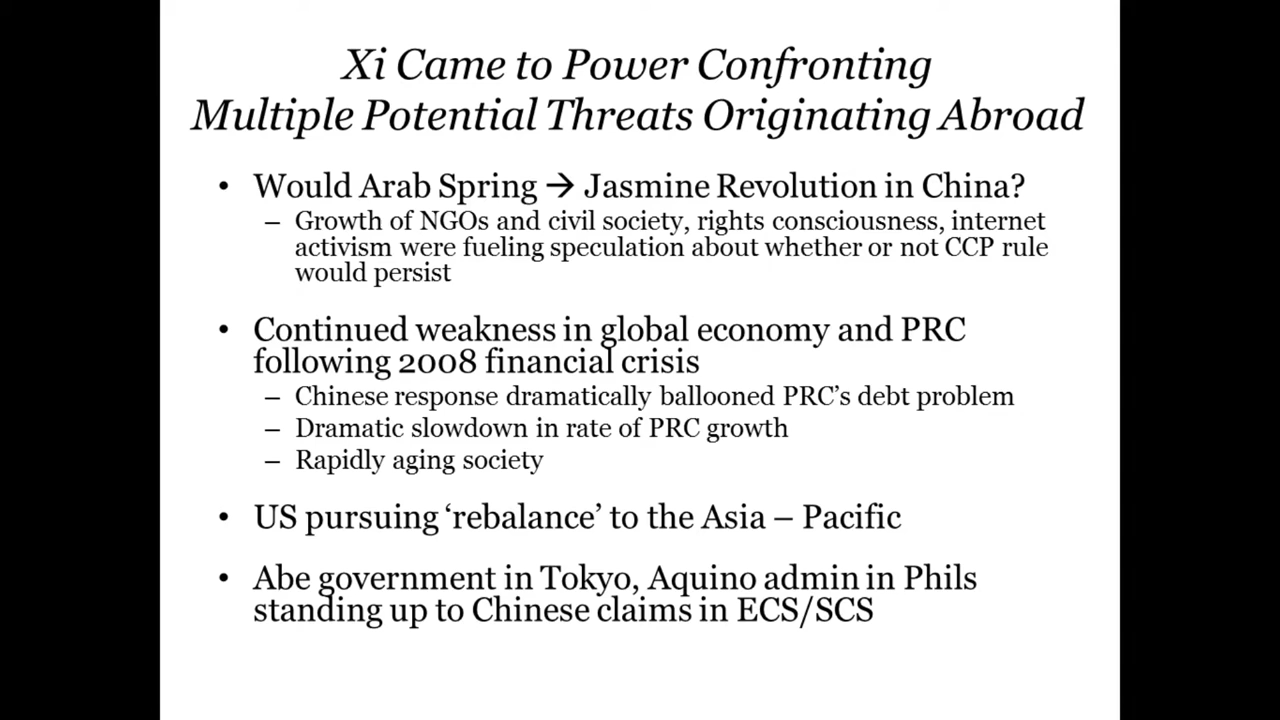 Xi Came to Power Confronting
Multiple Potential Threats Originating Abroad
• Would Arab Spring → Jasmine Revolution in China?
– Growth of NGOs and civil society, rights consciousness, internet
activism were fueling speculation about whether or not CCP rule
would persist
• Continued weakness in global economy and PRC
following 2008 financial crisis
– Chinese response dramatically ballooned PRC's debt problem
– Dramatic slowdown in rate of PRC growth
– Rapidly aging society
• US pursuing ‘rebalance’ to the Asia – Pacific
• Abe government in Tokyo, Aquino admin in Phils
standing up to Chinese claims in ECS/SCS